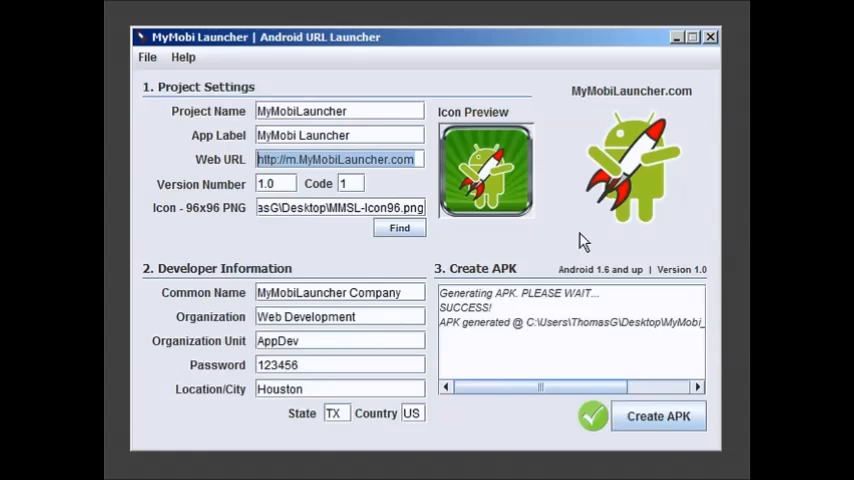 MyMobi Launcher | Android URL Launcher
File Help
1. Project Settings
MyMobiLauncher.com
Project Name MyMobiLauncher
Icon Preview
App Label MyMobi Launcher
Web URL http://m.MyMobiLauncher.com
Version Number 1.0 Code 1
Icon - 96x96 PNG asG\Desktop\MMSL-Icon96.png
Find
2. Developer Information
Common Name MyMobiLauncher Company
Organization Web Development
Organization Unit AppDev
Password 123456
Location/City Houston
State TX Country US
3. Create APK Android 1.6 and up | Version 1.0
Generating APK. PLEASE WAIT...
SUCCESS!
APK generated @ C:\Users\ThomasG\Desktop\MyMobi_
Create APK